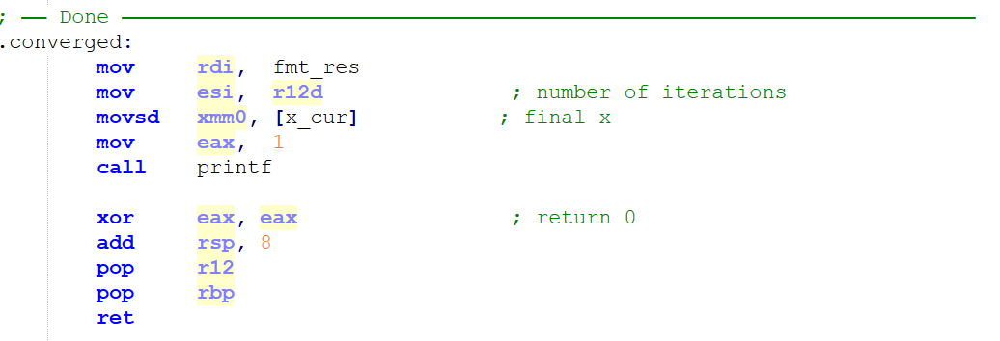 ; —— Done ——————————————————————————————————
.converged:
        mov     rdi,  fmt_res
        mov     esi,  r12d               ; number of iterations
        movsd   xmm0, [x_cur]           ; final x
        mov     eax,  1
        call    printf
        xor     eax, eax                 ; return 0
        add     rsp, 8
        pop     r12
        pop     rbp
        ret